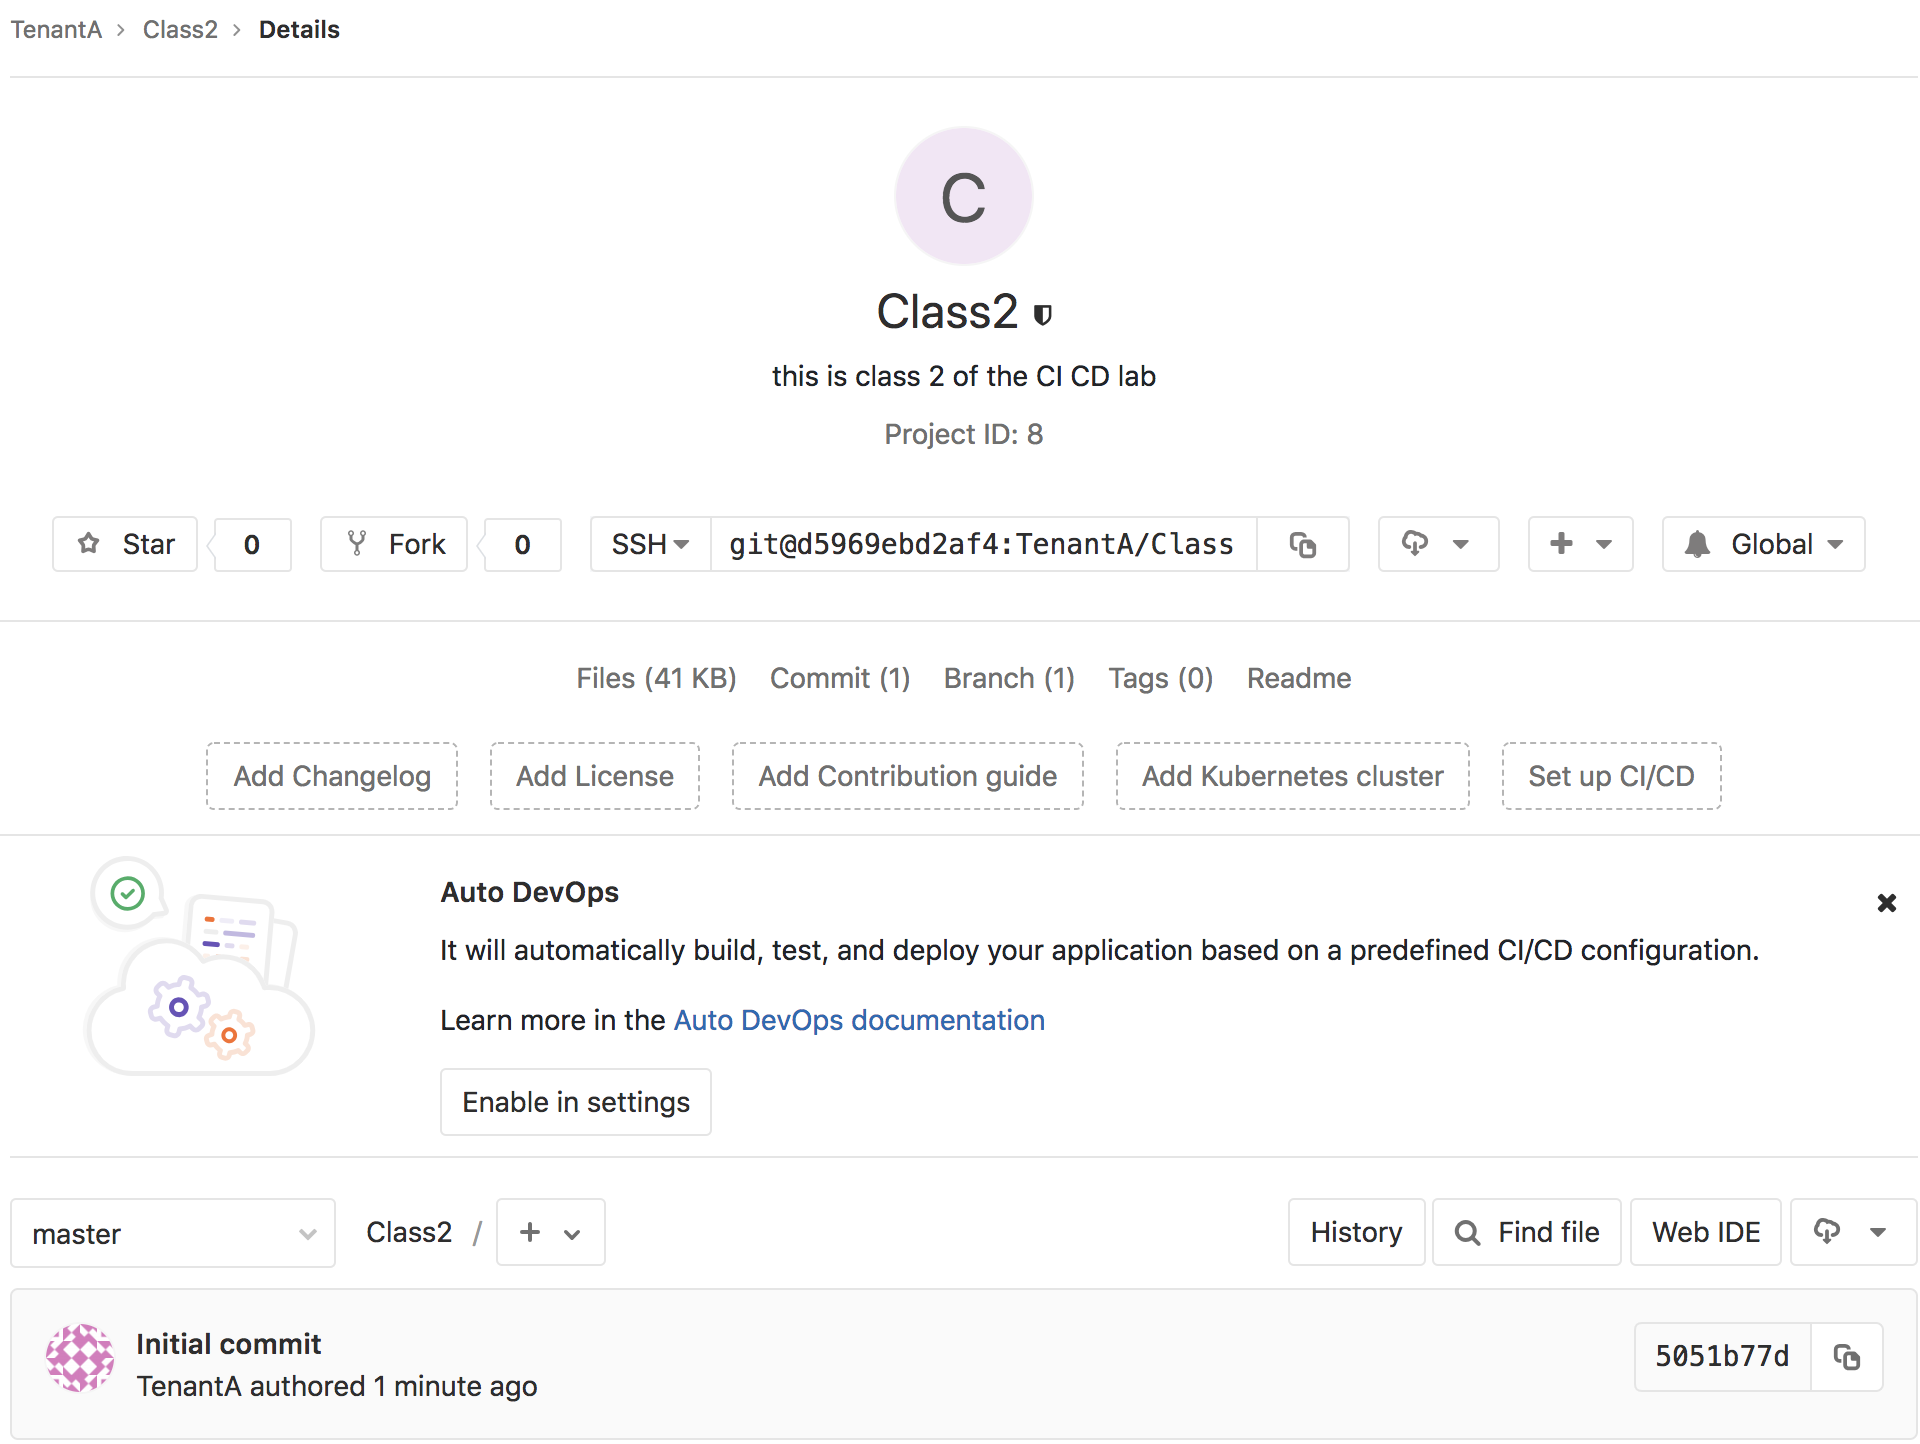 TenantA > Class2 > Details
C
Class2
this is class 2 of the CI CD lab
Project ID: 8
Star 0 Fork 0 SSH git@d5969ebd2af4:TenantA/Class Global
Files (41 KB) Commit (1) Branch (1) Tags (0) Readme
Add Changelog Add License Add Contribution guide Add Kubernetes cluster Set up CI/CD
Auto DevOps
It will automatically build, test, and deploy your application based on a predefined CI/CD configuration.
Learn more in the Auto DevOps documentation
Enable in settings
master Class2 / + History Find file Web IDE
Initial commit
TenantA authored 1 minute ago
5051b77d